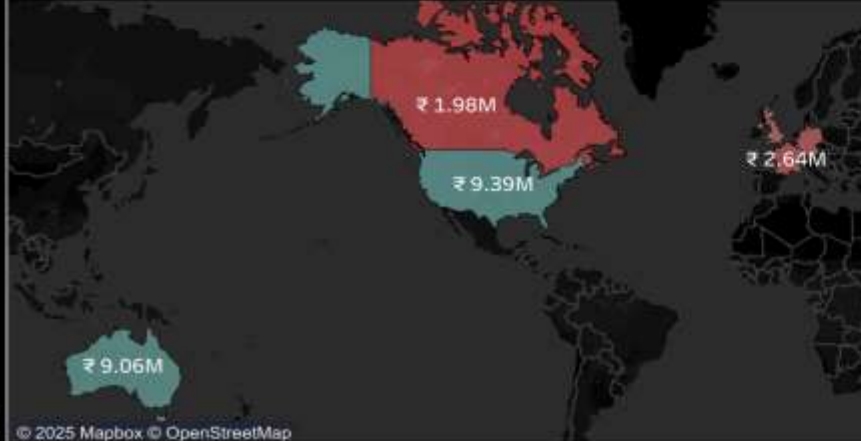 ₹ 1.98M
₹ 2.64M
₹ 9.39M
₹ 9.06M
© 2025 Mapbox © OpenStreetMap